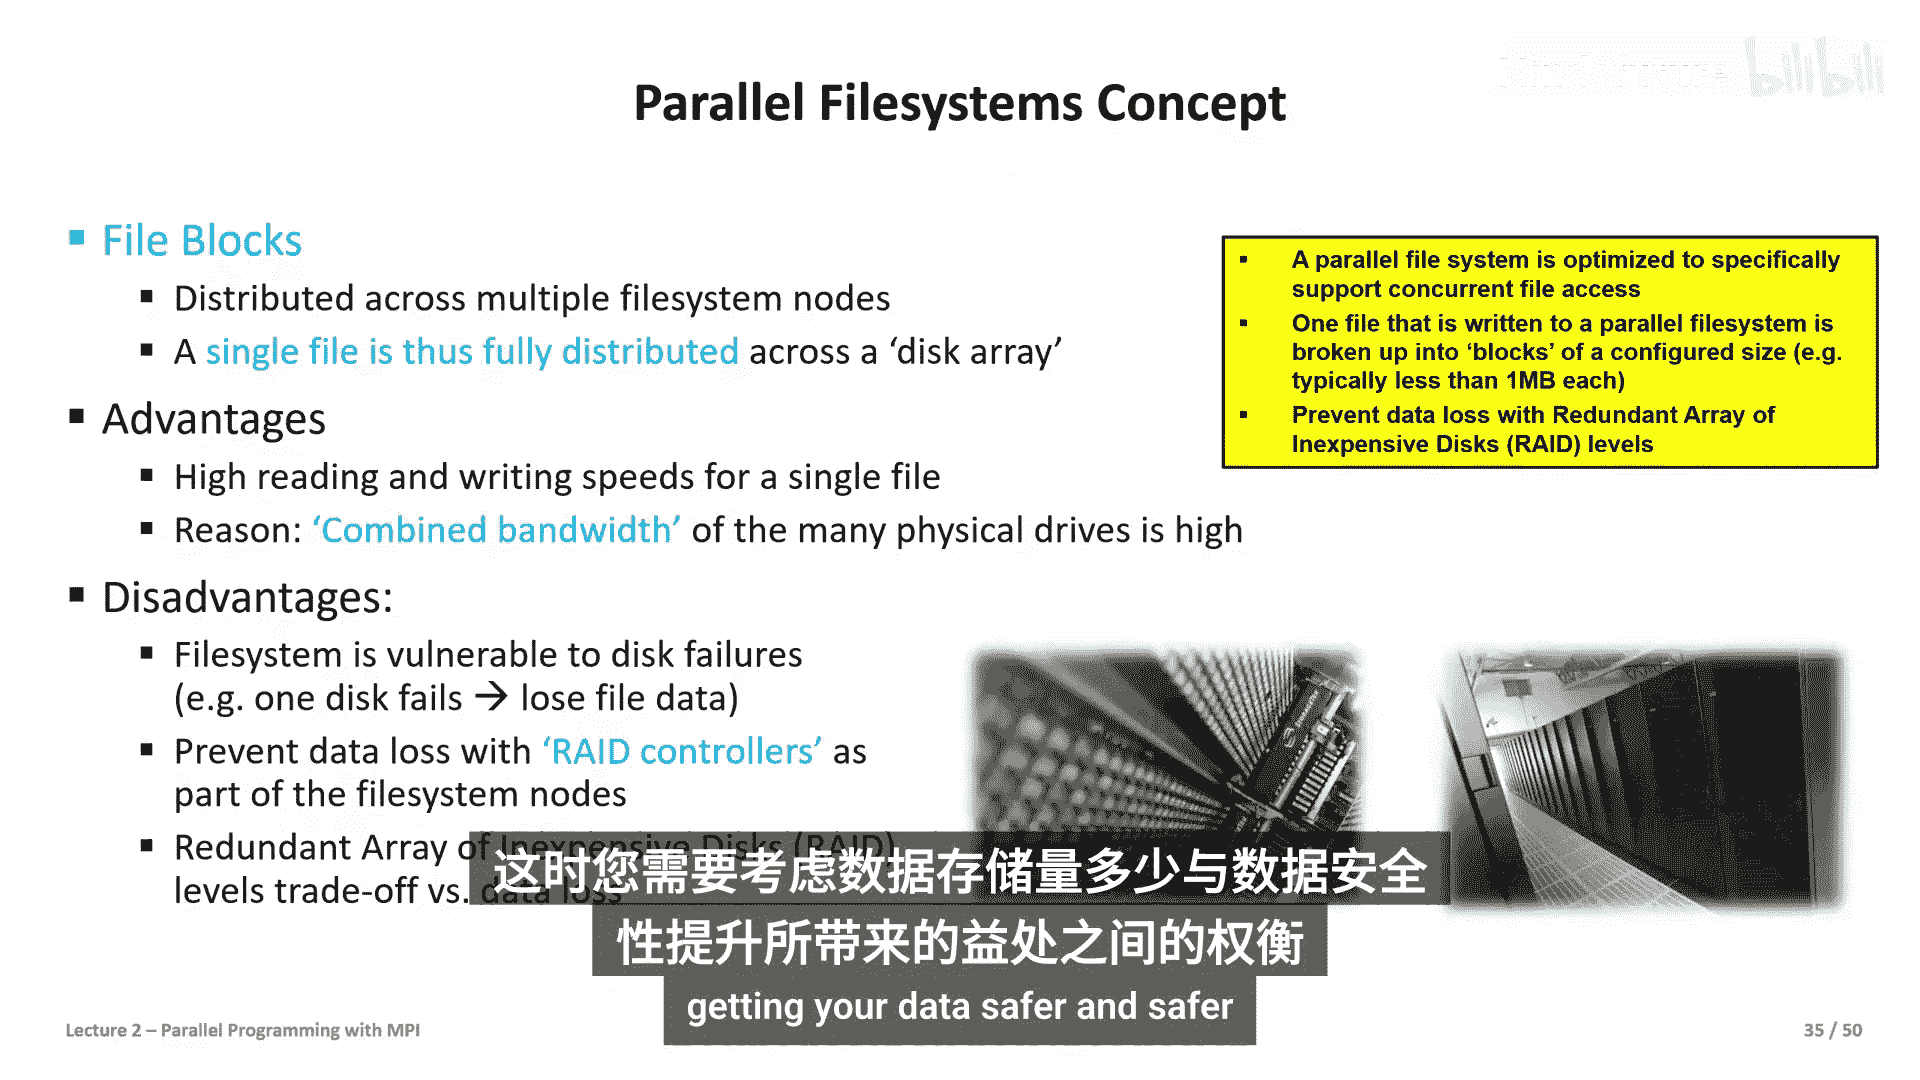 bilibili
Parallel Filesystems Concept
File Blocks
Distributed across multiple filesystem nodes
A single file is thus fully distributed across a ‘disk array’
Advantages
High reading and writing speeds for a single file
Reason: ‘Combined bandwidth’ of the many physical drives is high
Disadvantages:
Filesystem is vulnerable to disk failures
(e.g. one disk fails → lose file data)
Prevent data loss with ‘RAID controllers’ as
part of the filesystem nodes
Redundant Array of Inexpensive Disks (RAID)
levels trade-off vs. data loss
A parallel file system is optimized to specifically
support concurrent file access
One file that is written to a parallel filesystem is
broken up into ‘blocks’ of a configured size (e.g.
typically less than 1MB each)
Prevent data loss with Redundant Array of
Inexpensive Disks (RAID) levels
这时您需要考虑数据存储量多少与数据安全
性提升所带来的益处之间的权衡
getting your data safer and safer
Lecture 2 – Parallel Programming with MPI
35 / 50